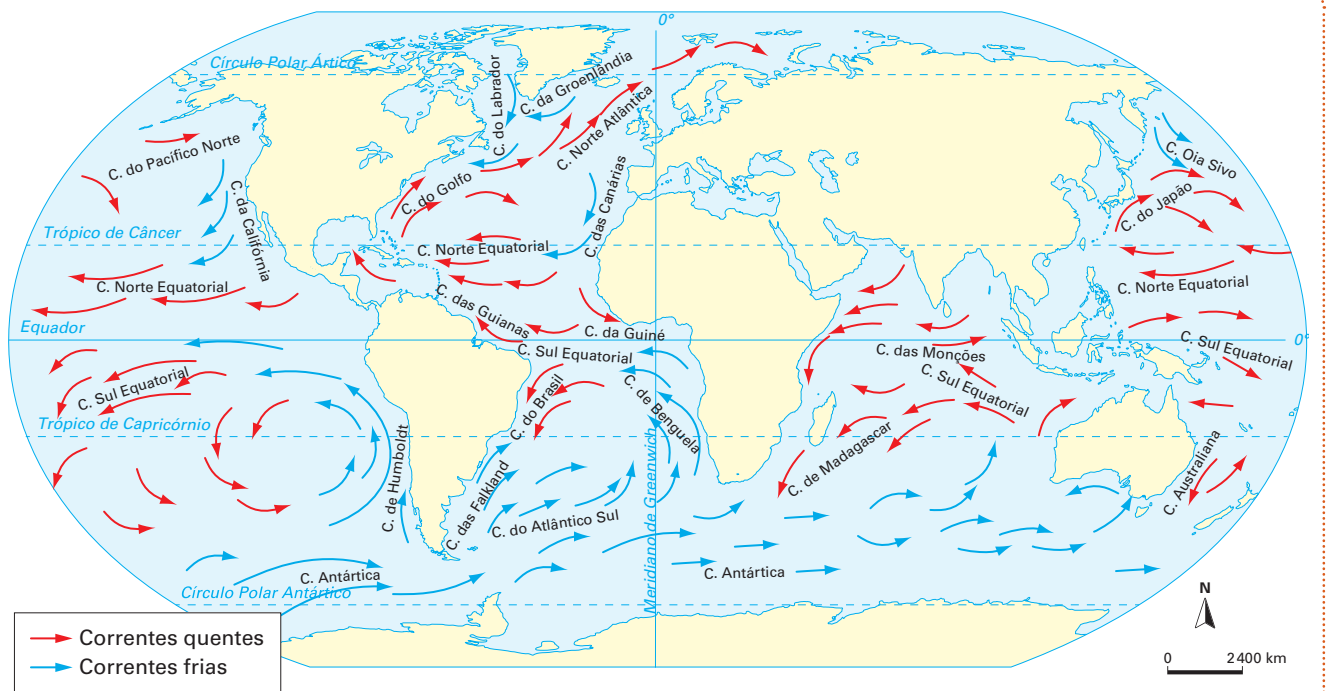 0°
Círculo Polar Ártico
C. do Labrador
C. da Groenlândia
C. Norte Atlântica
C. do Pacífico Norte
C. da Califórnia
C. do Golfo
C. das Canárias
C. Oia Sivo
C. do Japão
Trópico de Câncer
C. Norte Equatorial
C. Norte Equatorial
C. Norte Equatorial
C. das Guianas
C. da Guiné
Equador
0°
C. Sul Equatorial
C. das Monções
C. Sul Equatorial
C. Sul Equatorial
C. Sul Equatorial
C. do Brasil
C. de Benguela
Trópico de Capricórnio
0°
C. de Humboldt
C. das Falkland
C. do Atlântico Sul
Meridiano de Greenwich
C. de Madagascar
C. Australiana
C. Antártica
C. Antártica
Círculo Polar Antártico
N
0 2 400 km
Correntes quentes
Correntes frias